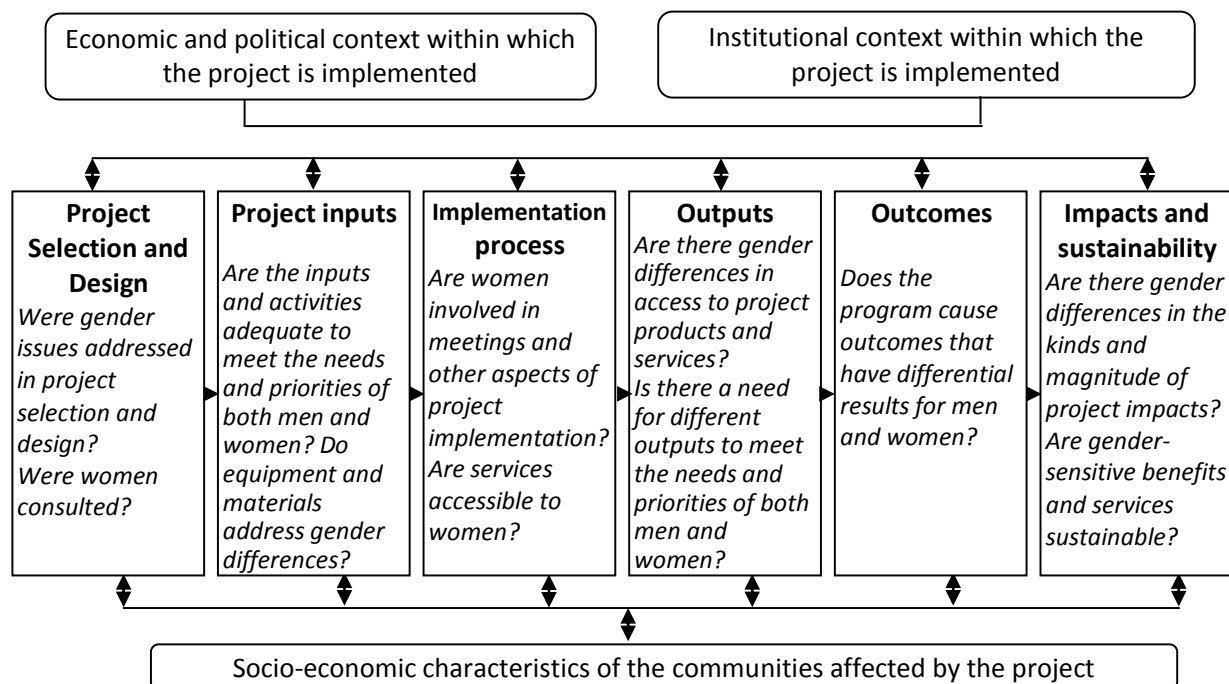 Economic and political context within which
the project is implemented
Institutional context within which the
project is implemented
Project
Selection and
Design
Were gender
issues addressed
in project
selection and
design?
Were women
consulted?
Project inputs
Are the inputs
and activities
adequate to
meet the needs
and priorities of
both men and
women? Do
equipment and
materials
address gender
differences?
Implementation
process
Are women
involved in
meetings and
other aspects of
project
implementation?
Are services
accessible to
women?
Outputs
Are there gender
differences in
access to project
products and
services?
Is there a need
for different
outputs to meet
the needs and
priorities of both
men and
women?
Outcomes
Does the
program cause
outcomes that
have differential
results for men
and women?
Impacts and
sustainability
Are there gender
differences in the
kinds and
magnitude of
project impacts?
Are gender-
sensitive benefits
and services
sustainable?
Socio-economic characteristics of the communities affected by the project